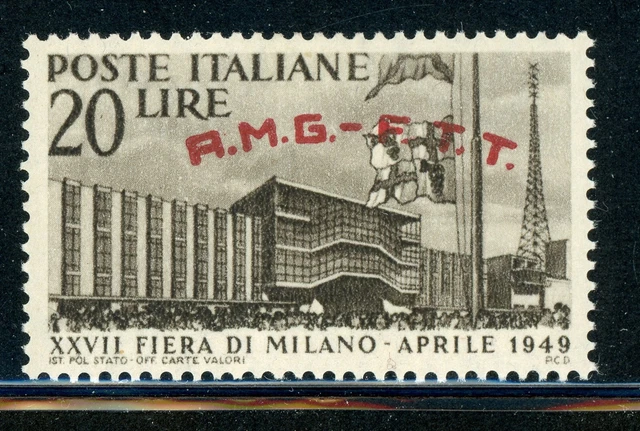 POSTE ITALIANE
20 LIRE
A.M.G.-F.T.T.
XXVII FIERA DI MILANO - APRILE 1949
IST. POL STATO-OFF. CARTE VALORI P.C.D